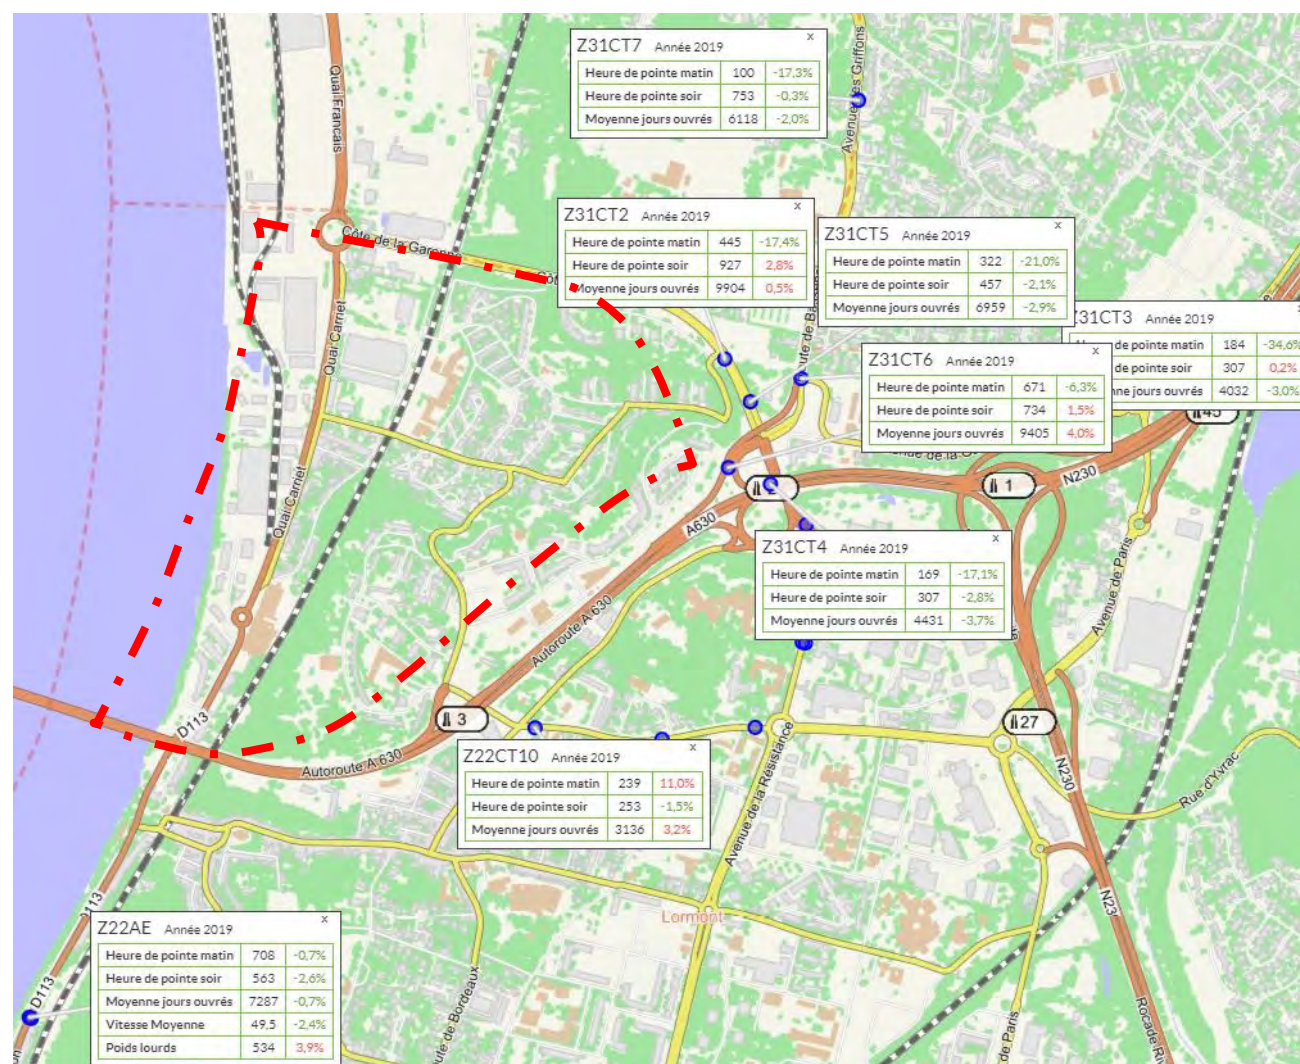 Z31CT7 Année 2019 x
Heure de pointe matin 100 -17,3%
Heure de pointe soir 753 -0,3%
Moyenne jours ouvrés 6118 -2,0%
Quai Français
Z31CT2 Année 2019 x
Heure de pointe matin 445 -17,4%
Heure de pointe soir 927 2,8%
Moyenne jours ouvrés 9904 0,5%
Z31CT5 Année 2019 x
Heure de pointe matin 322 -21,0%
Heure de pointe soir 457 -2,1%
Moyenne jours ouvrés 6959 -2,9%
Côte de la Garonne
Quai Carriet
Z31CT3 Année 2019
pointe matin 184 -34,6%
de pointe soir 307 0,2%
jours ouvrés 4032 -3,0%
Z31CT6 Année 2019 x
Heure de pointe matin 671 -6,3%
Heure de pointe soir 734 1,5%
Moyenne jours ouvrés 9405 4,0%
45
1
N230
A630
Quai Carriet
Avenue de Paris
Z31CT4 Année 2019 x
Heure de pointe matin 169 -17,1%
Heure de pointe soir 307 -2,8%
Moyenne jours ouvrés 4431 -3,7%
Autoroute A 630
D113
3
27
Autoroute A 630
N230
Rue d'Yvrac
Z22CT10 Année 2019 x
Heure de pointe matin 239 11,0%
Heure de pointe soir 253 -1,5%
Moyenne jours ouvrés 3136 3,2%
Avenue de la Résistance
Lormont
N23
Z22AE Année 2019 x
Heure de pointe matin 708 -0,7%
Heure de pointe soir 563 -2,6%
Moyenne jours ouvrés 7287 -0,7%
Vitesse Moyenne 49,5 -2,4%
Poids lourds 534 3,9%
D113
ute de Bordeaux
de Paris
Rocade Ri